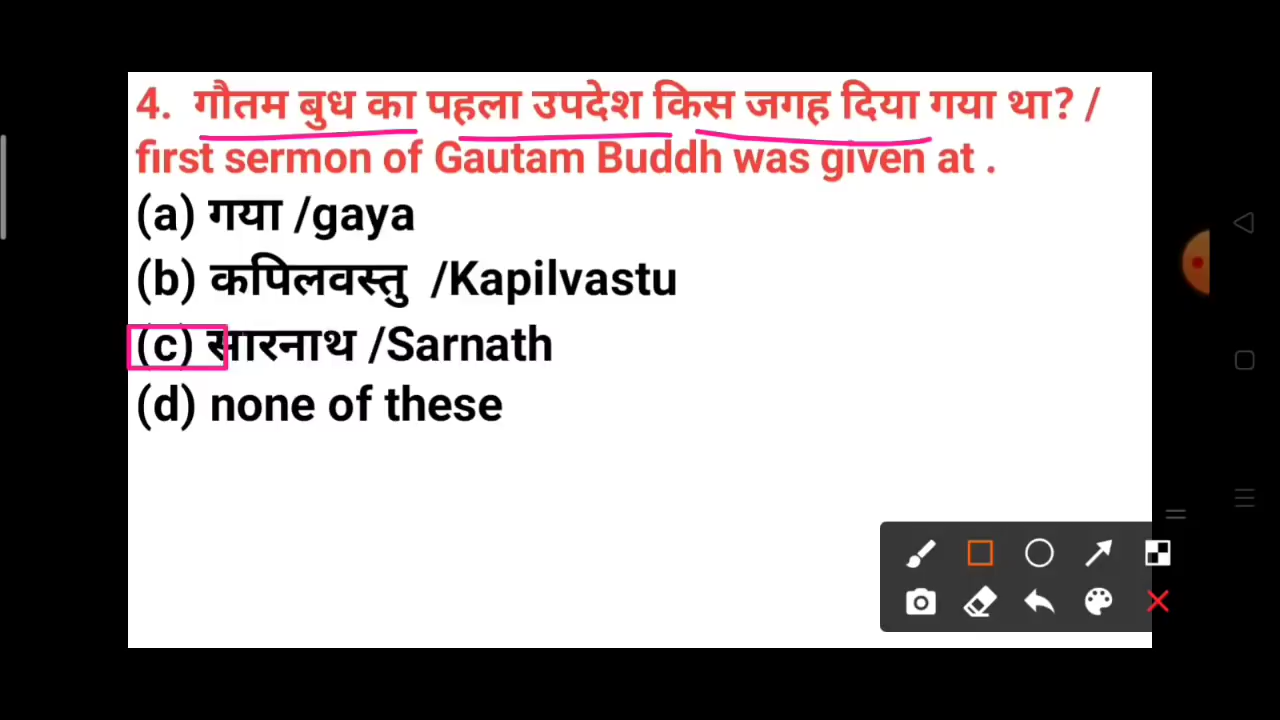 4. गौतम बुध का पहला उपदेश किस जगह दिया गया था? /
first sermon of Gautam Buddh was given at .
(a) गया /gaya
(b) कपिलवस्तु /Kapilvastu
(c) सारनाथ /Sarnath
(d) none of these